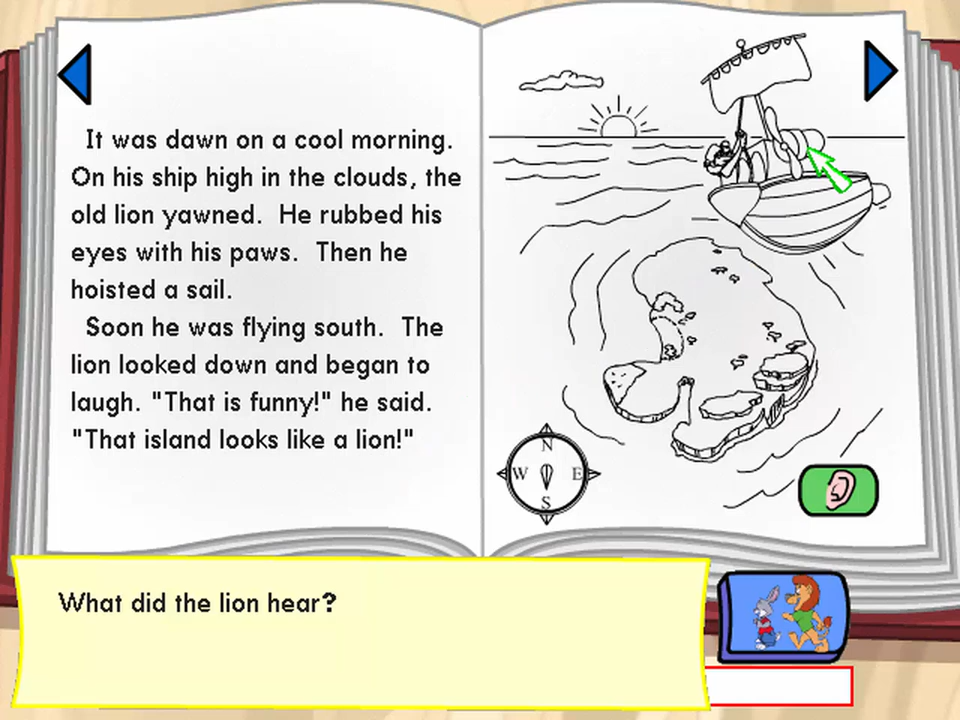 It was dawn on a cool morning.
On his ship high in the clouds, the
old lion yawned. He rubbed his
eyes with his paws. Then he
hoisted a sail.
Soon he was flying south. The
lion looked down and began to
laugh. "That is funny!" he said.
"That island looks like a lion!"
N
W E
S
What did the lion hear?